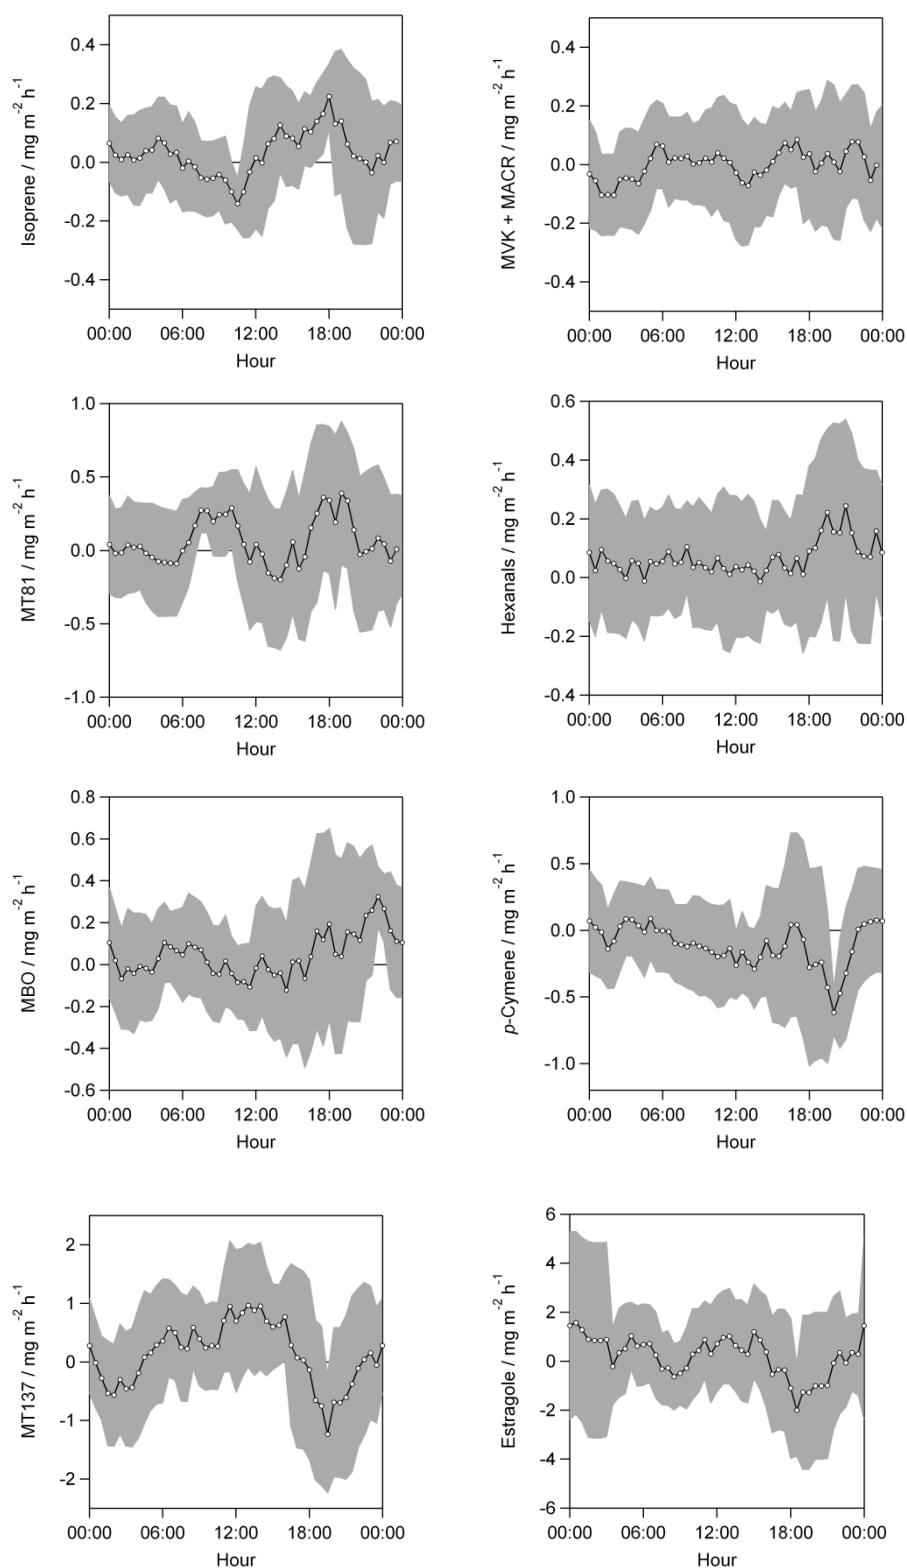 Isoprene / mg m⁻² h⁻¹
0.4
0.2
0.0
-0.2
-0.4
00:00 06:00 12:00 18:00 00:00
Hour
MVK + MACR / mg m⁻² h⁻¹
0.4
0.2
0.0
-0.2
-0.4
00:00 06:00 12:00 18:00 00:00
Hour
MT81 / mg m⁻² h⁻¹
1.0
0.5
0.0
-0.5
-1.0
00:00 06:00 12:00 18:00 00:00
Hour
Hexanals / mg m⁻² h⁻¹
0.6
0.4
0.2
0.0
-0.2
-0.4
00:00 06:00 12:00 18:00 00:00
Hour
MBO / mg m⁻² h⁻¹
0.8
0.6
0.4
0.2
0.0
-0.2
-0.4
-0.6
00:00 06:00 12:00 18:00 00:00
Hour
p-Cymene / mg m⁻² h⁻¹
1.0
0.5
0.0
-0.5
-1.0
00:00 06:00 12:00 18:00 00:00
Hour
MT137 / mg m⁻² h⁻¹
2
1
0
-1
-2
00:00 06:00 12:00 18:00 00:00
Hour
Estragole / mg m⁻² h⁻¹
6
4
2
0
-2
-4
-6
00:00 06:00 12:00 18:00 00:00
Hour